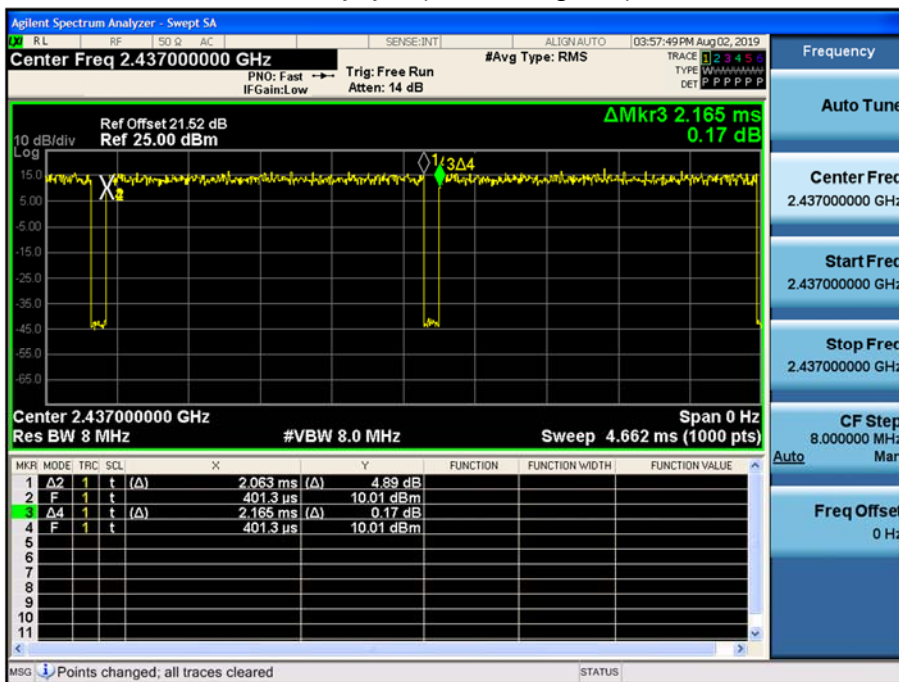 Agilent Spectrum Analyzer - Swept SA
LXI RL RF 50 Ω AC SENSE:INT ALIGN AUTO 03:57:49 PM Aug 02, 2019
Center Freq 2.437000000 GHz #Avg Type: RMS TRACE 1 2 3 4 5 6
PNO: Fast Trig: Free Run TYPE W
IFGain:Low Atten: 14 dB DET P P P P P P
Frequency
Auto Tune
Center Freq
2.437000000 GHz
Start Freq
2.437000000 GHz
Stop Freq
2.437000000 GHz
CF Step
8.000000 MHz
Auto Man
Freq Offset
0 Hz
ΔMkr3 2.165 ms
0.17 dB
Ref Offset 21.52 dB
10 dB/div Ref 25.00 dBm
Log
1 3Δ4
15.0
5.00
-5.00
-15.0
-25.0
-35.0
-45.0
-55.0
-65.0
Center 2.437000000 GHz Span 0 Hz
Res BW 8 MHz #VBW 8.0 MHz Sweep 4.662 ms (1000 pts)
MKR MODE TRC SCL X Y FUNCTION FUNCTION WIDTH FUNCTION VALUE
1 Δ2 1 t (Δ) 2.063 ms (Δ) 4.89 dB
2 F 1 t 401.3 µs 10.01 dBm
3 Δ4 1 t (Δ) 2.165 ms (Δ) 0.17 dB
4 F 1 t 401.3 µs 10.01 dBm
5
6
7
8
9
10
11
MSG Points changed; all traces cleared STATUS